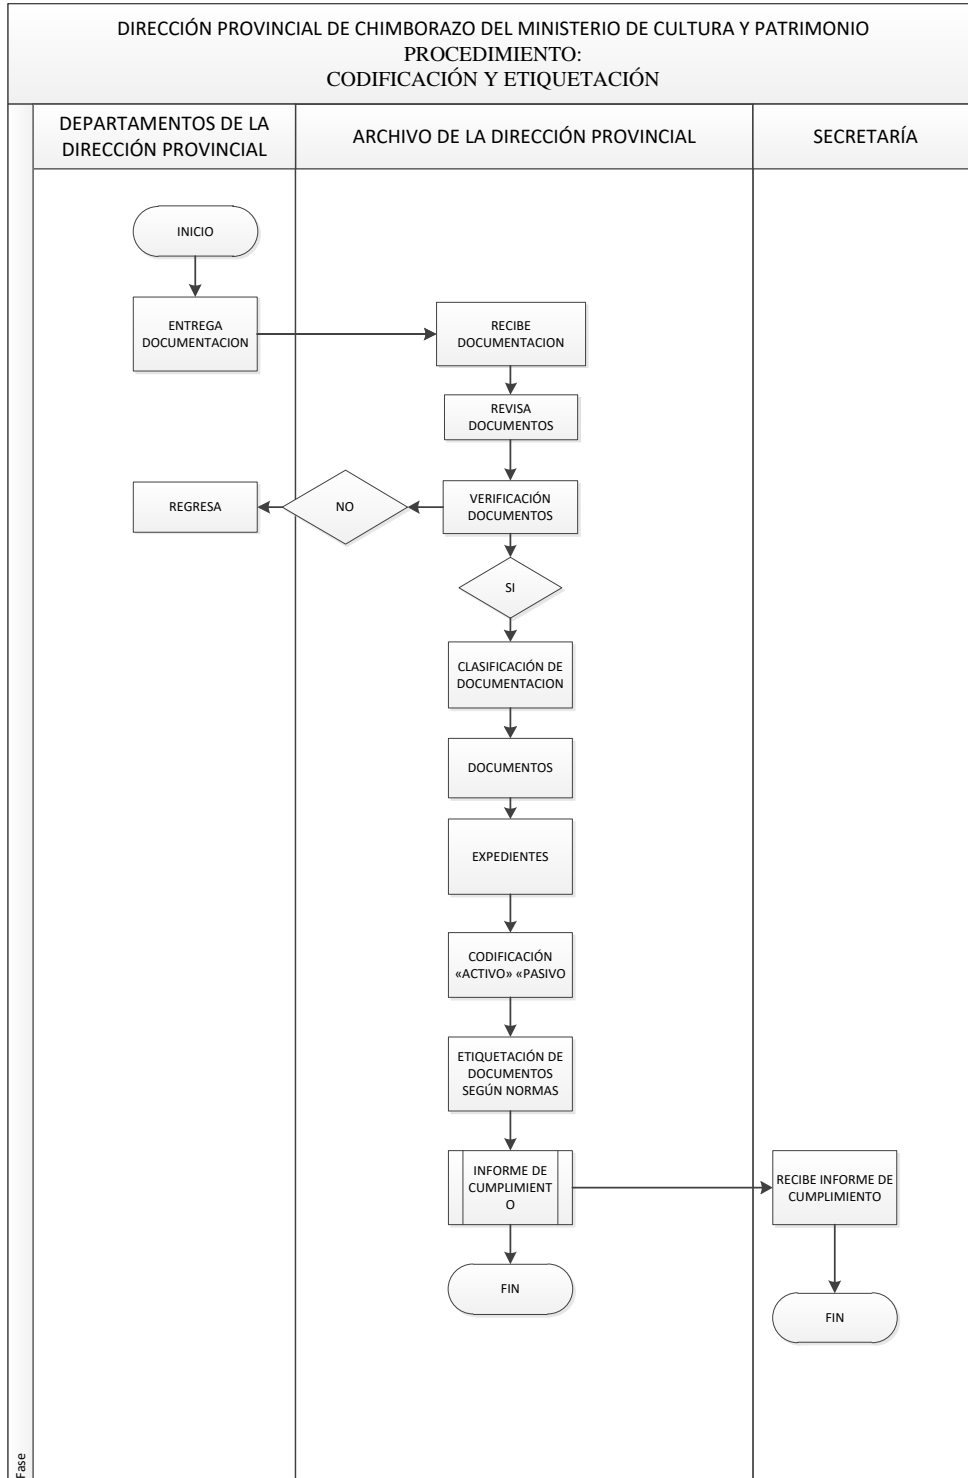 DIRECCIÓN PROVINCIAL DE CHIMBORAZO DEL MINISTERIO DE CULTURA Y PATRIMONIO
PROCEDIMIENTO:
CODIFICACIÓN Y ETIQUETACIÓN
DEPARTAMENTOS DE LA
DIRECCIÓN PROVINCIAL
ARCHIVO DE LA DIRECCIÓN PROVINCIAL
SECRETARÍA
INICIO
ENTREGA
DOCUMENTACION
RECIBE
DOCUMENTACION
REVISA
DOCUMENTOS
VERIFICACIÓN
DOCUMENTOS
NO
REGRESA
SI
CLASIFICACIÓN DE
DOCUMENTACION
DOCUMENTOS
EXPEDIENTES
CODIFICACIÓN
«ACTIVO» «PASIVO
ETIQUETACIÓN DE
DOCUMENTOS
SEGÚN NORMAS
INFORME DE
CUMPLIMIENT
O
RECIBE INFORME DE
CUMPLIMIENTO
FIN
FIN
Fase